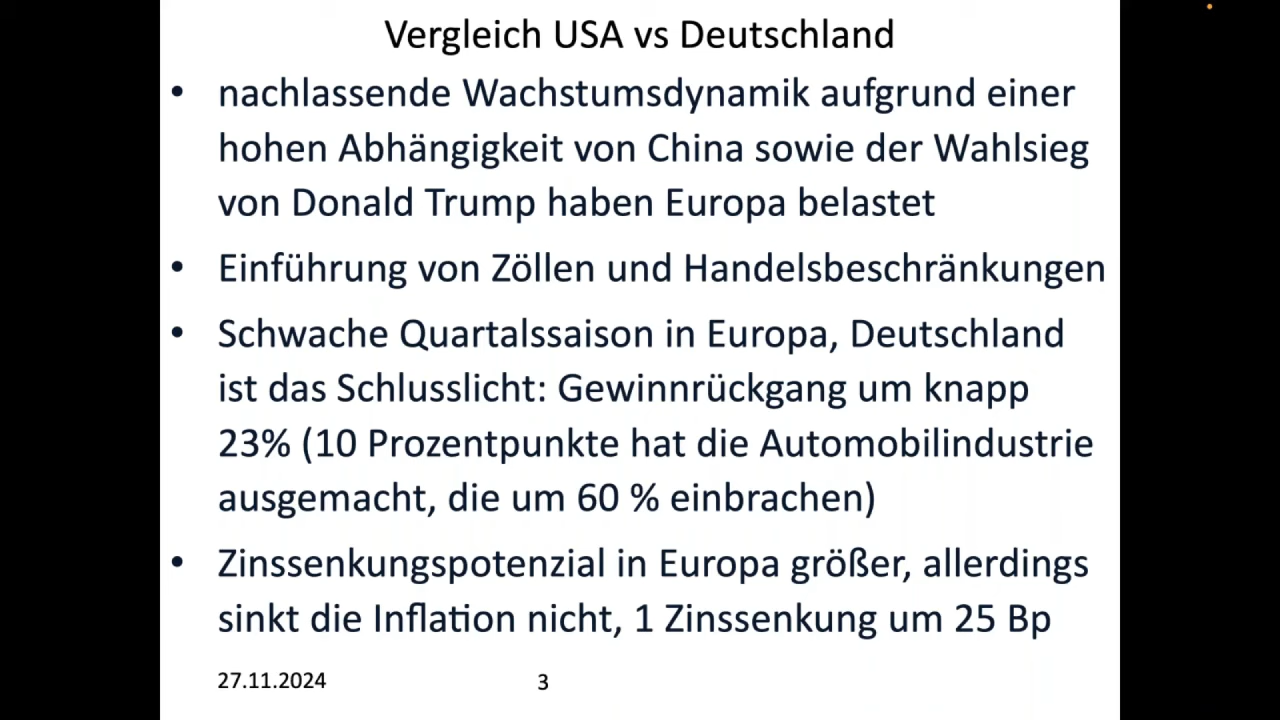 Vergleich USA vs Deutschland
• nachlassende Wachstumsdynamik aufgrund einer
hohen Abhängigkeit von China sowie der Wahlsieg
von Donald Trump haben Europa belastet
• Einführung von Zöllen und Handelsbeschränkungen
• Schwache Quartalssaison in Europa, Deutschland
ist das Schlusslicht: Gewinnrückgang um knapp
23% (10 Prozentpunkte hat die Automobilindustrie
ausgemacht, die um 60 % einbrachen)
• Zinssenkungspotenzial in Europa größer, allerdings
sinkt die Inflation nicht, 1 Zinssenkung um 25 Bp
27.11.2024 3